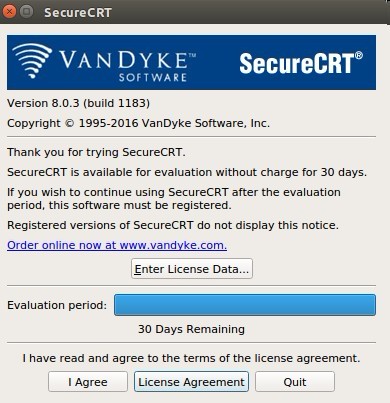 SecureCRT
VANDYKE™ SecureCRT®
SOFTWARE
Version 8.0.3 (build 1183)
Copyright © 1995-2016 VanDyke Software, Inc.
Thank you for trying SecureCRT.
SecureCRT is available for evaluation without charge for 30 days.
If you wish to continue using SecureCRT after the evaluation
period, this software must be registered.
Registered versions of SecureCRT do not display this notice.
Order online now at www.vandyke.com.
Enter License Data...
Evaluation period:
30 Days Remaining
I have read and agree to the terms of the license agreement.
I Agree License Agreement Quit